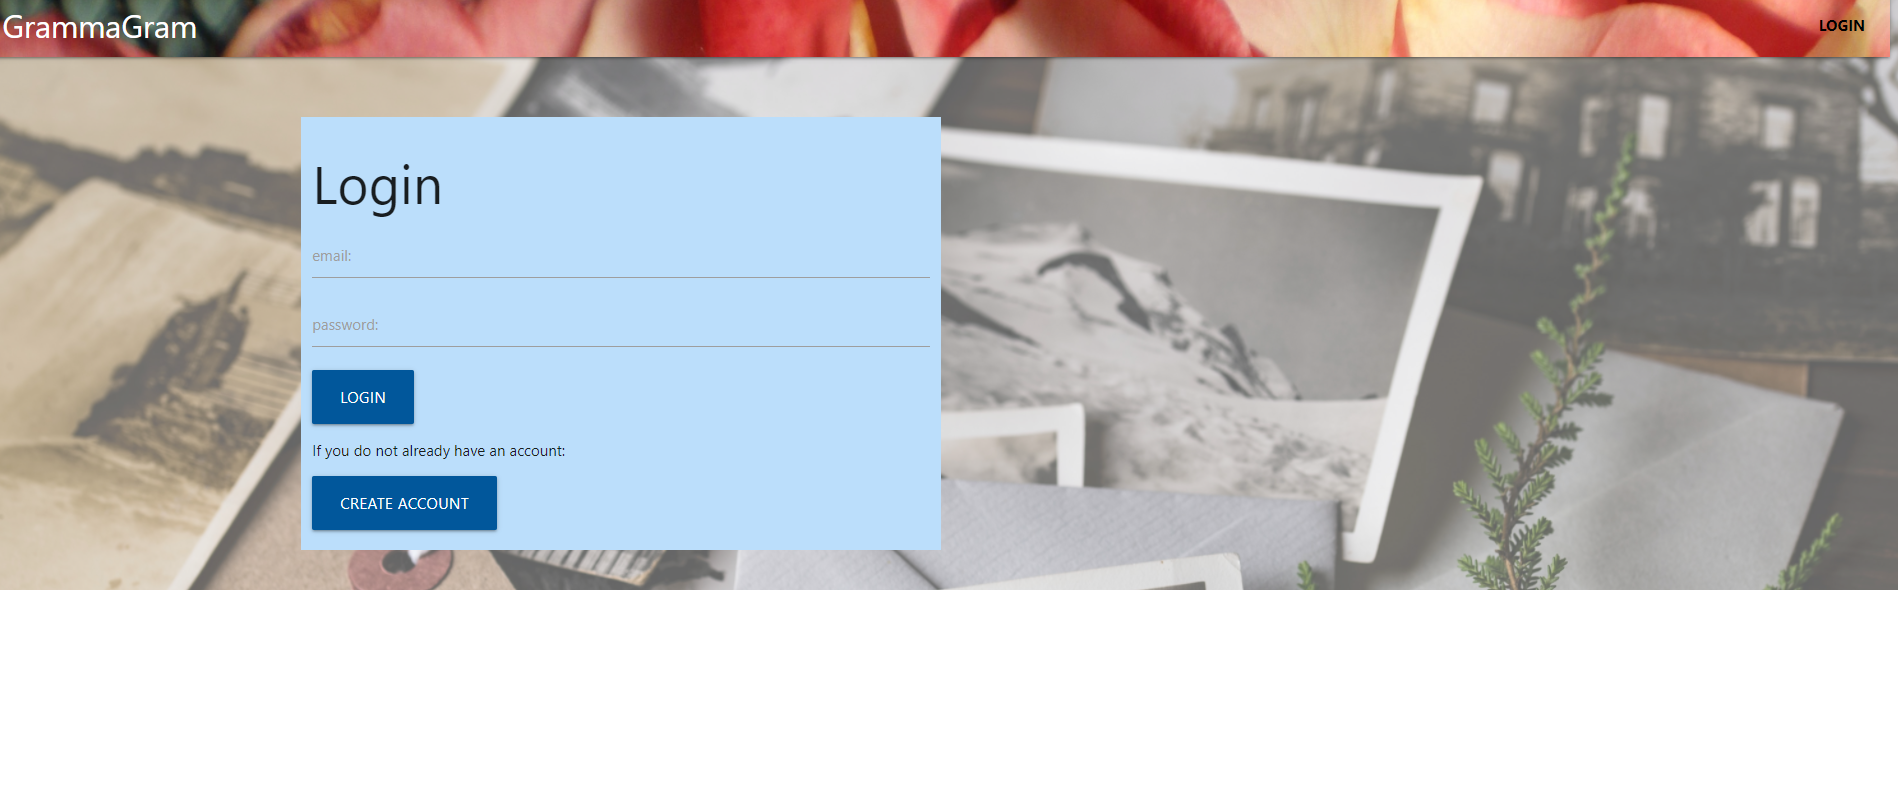 GrammaGram
LOGIN
Login
email:
password:
LOGIN
If you do not already have an account:
CREATE ACCOUNT